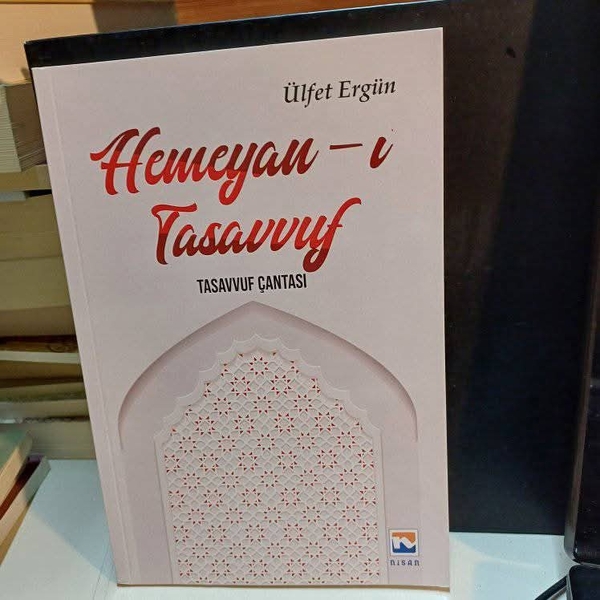 Ülfet Ergün
Hemeyan - ı
Tasavvuf
TASAVVUF ÇANTASI
NİSAN